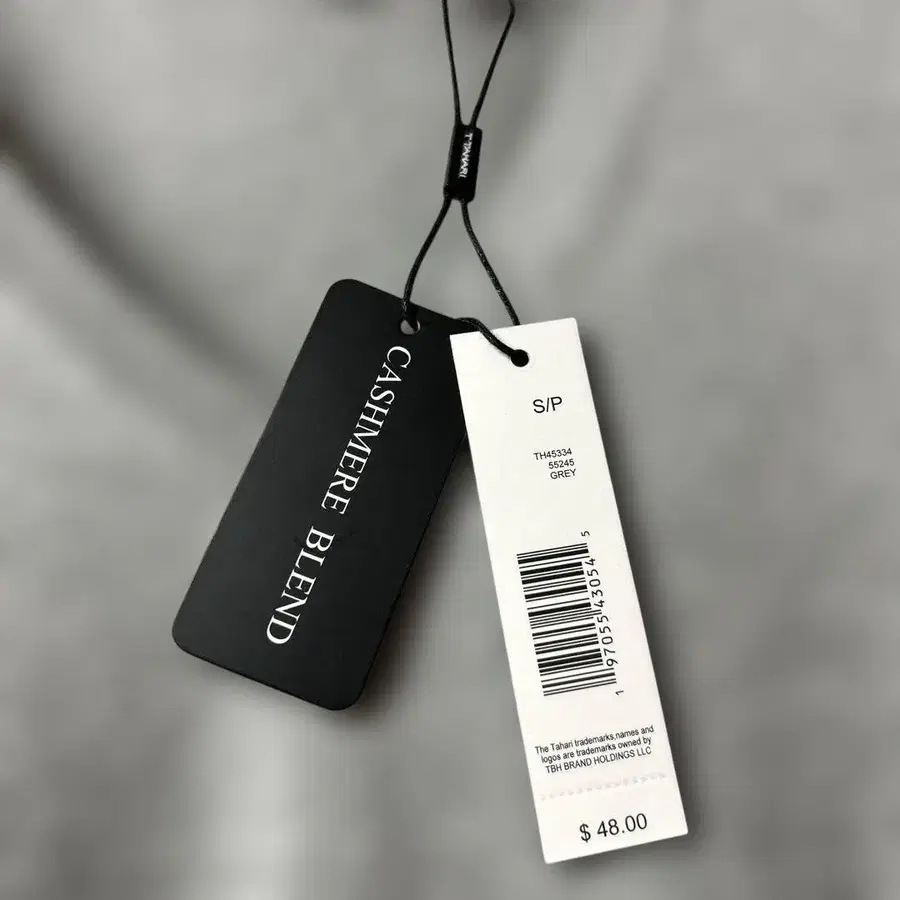 T TAHARI
CASHMERE BLEND
S/P
TH45334
55245
GREY
1 97055 43054 5
The Tahari trademarks,names and
logos are trademarks owned by
TBH BRAND HOLDINGS LLC
$ 48.00